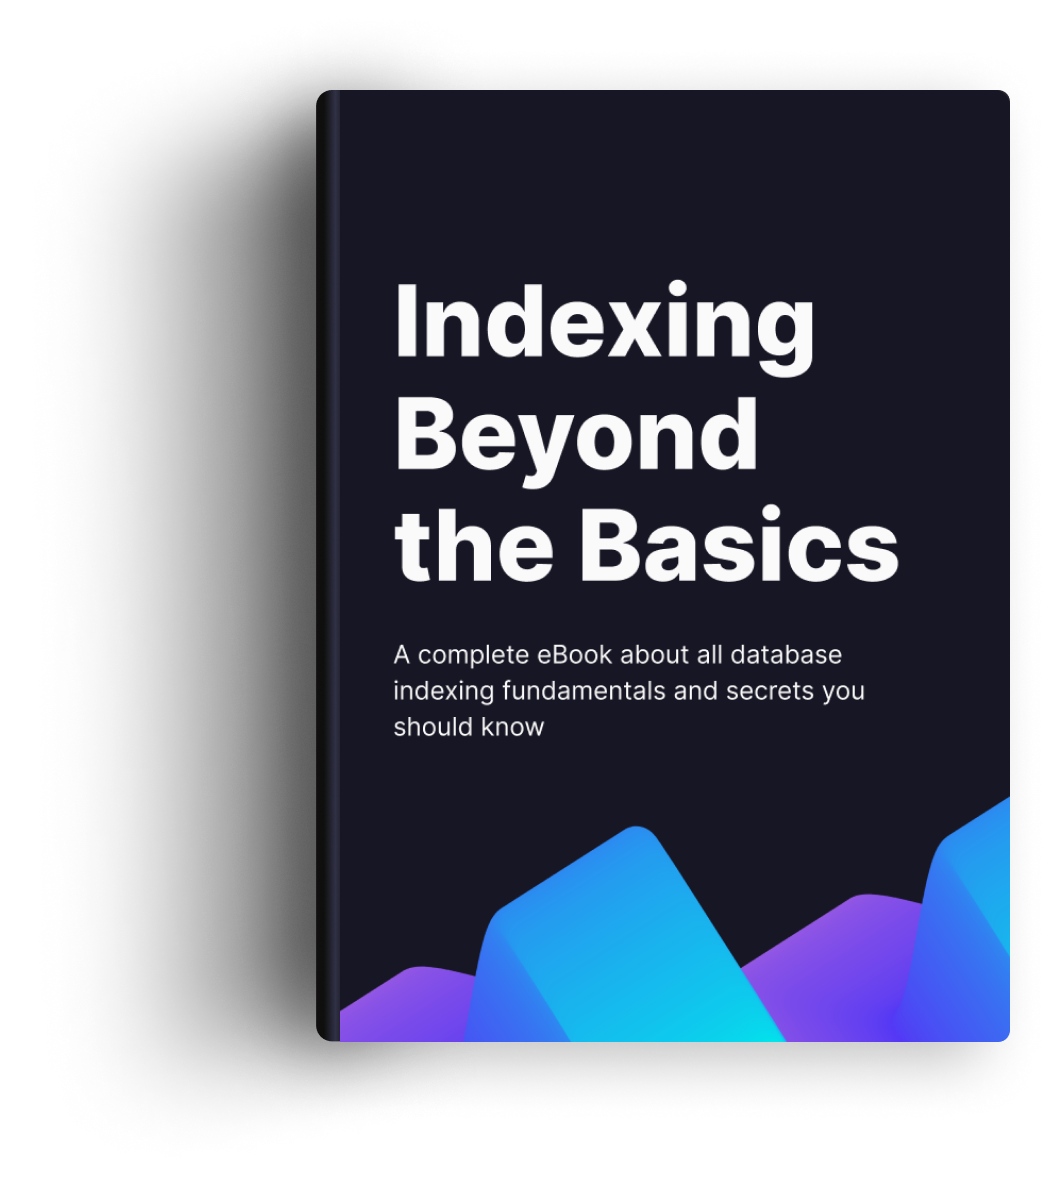 Indexing
Beyond
the Basics
A complete eBook about all database
indexing fundamentals and secrets you
should know